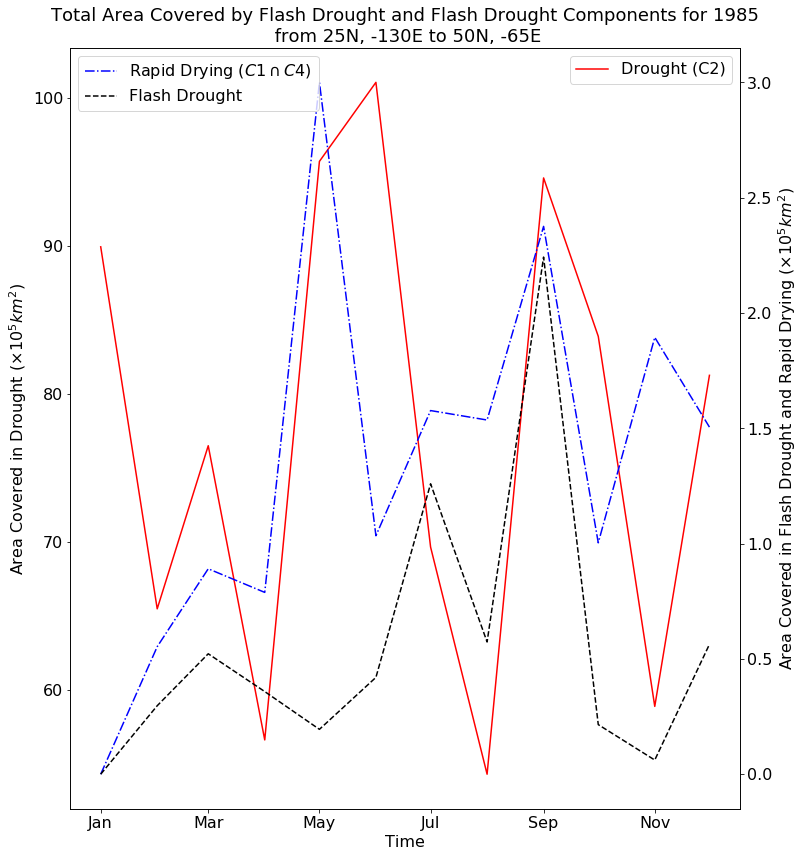 Total Area Covered by Flash Drought and Flash Drought Components for 1985
from 25N, -130E to 50N, -65E
Rapid Drying (C1∩C4)
Flash Drought
Drought (C2)
100
90
80
70
60
Area Covered in Drought (×10⁵km²)
3.0
2.5
2.0
1.5
1.0
0.5
0.0
Area Covered in Flash Drought and Rapid Drying (×10⁵km²)
Jan Mar May Jul Sep Nov
Time